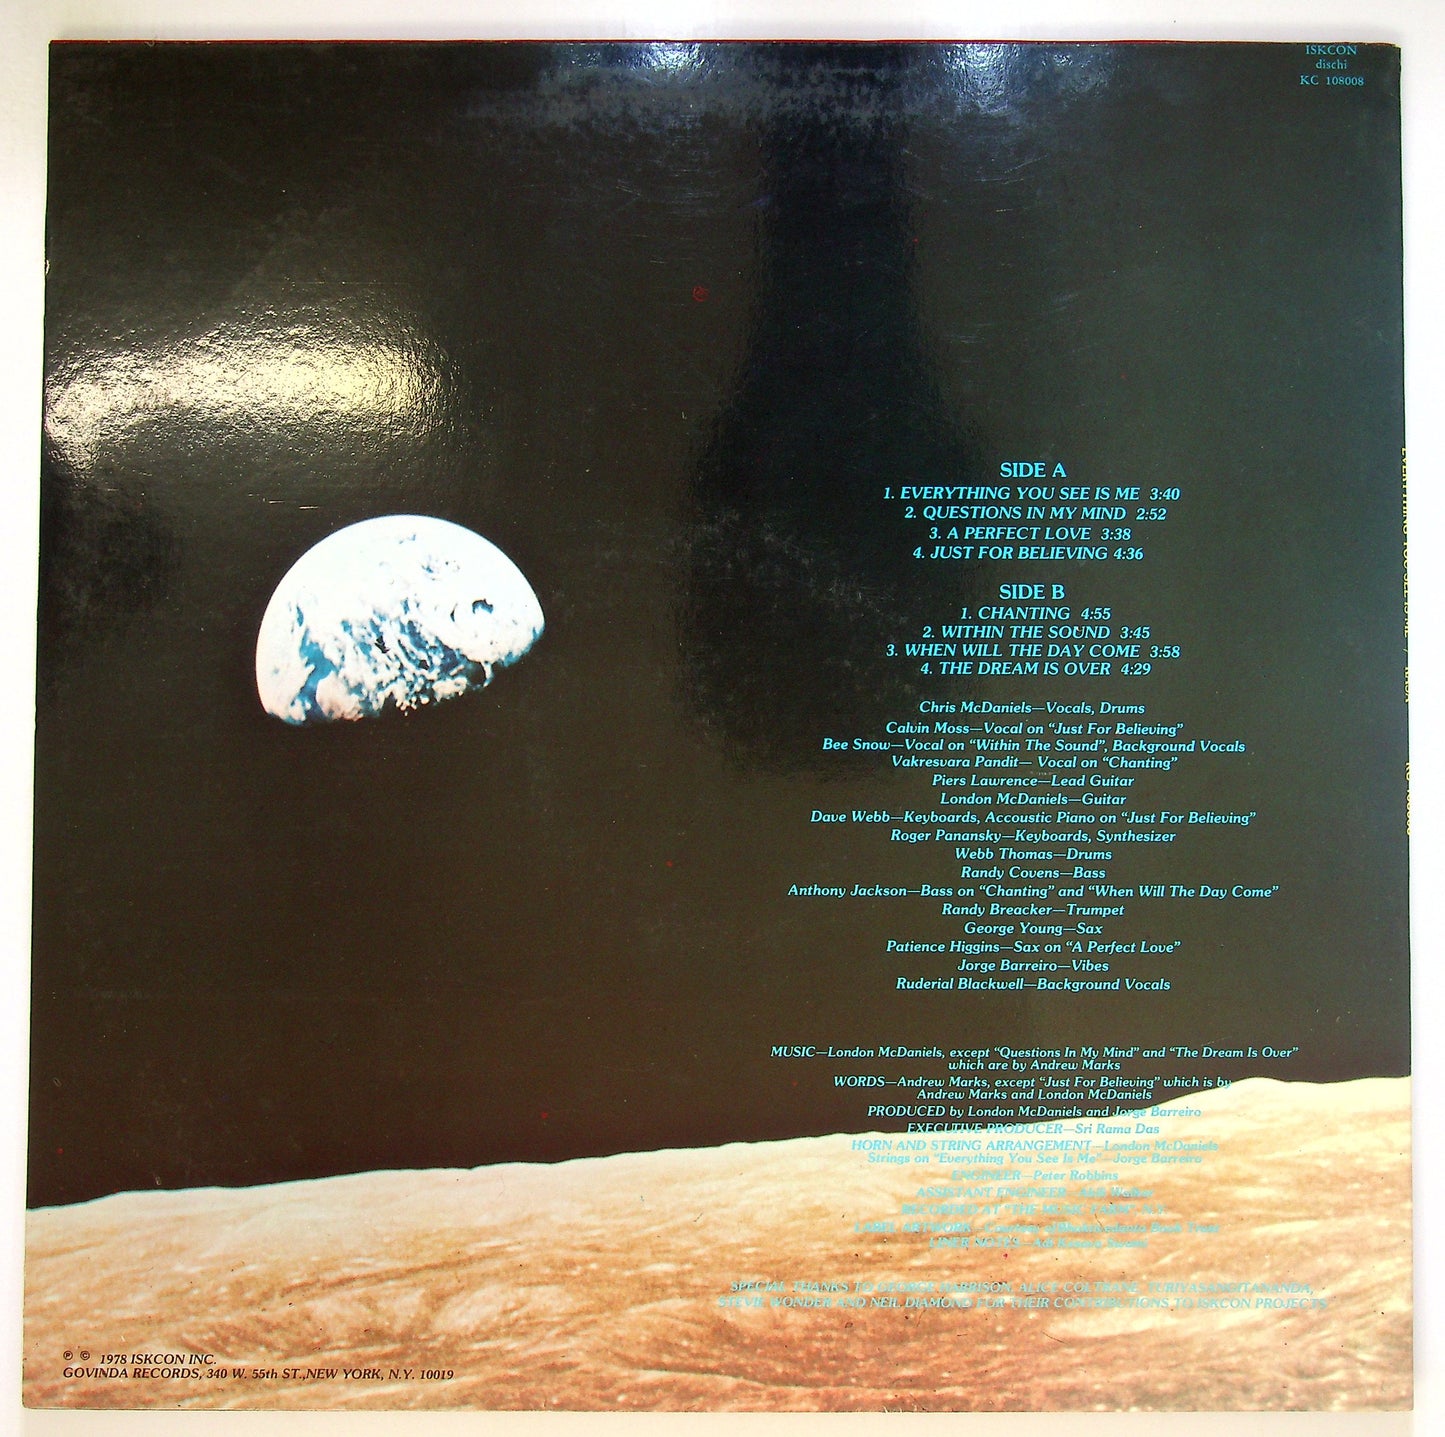 ISKCON
dischi
KC 108008
SIDE A
1. EVERYTHING YOU SEE IS ME 3:40
2. QUESTIONS IN MY MIND 2:52
3. A PERFECT LOVE 3:38
4. JUST FOR BELIEVING 4:36
SIDE B
1. CHANTING 4:55
2. WITHIN THE SOUND 3:45
3. WHEN WILL THE DAY COME 3:58
4. THE DREAM IS OVER 4:29
Chris McDaniels—Vocals, Drums
Calvin Moss—Vocal on “Just For Believing”
Bee Snow—Vocal on “Within The Sound”, Background Vocals
Vakresvara Pandit— Vocal on “Chanting”
Piers Lawrence—Lead Guitar
London McDaniels—Guitar
Dave Webb—Keyboards, Accoustic Piano on “Just For Believing”
Roger Panansky—Keyboards, Synthesizer
Webb Thomas—Drums
Randy Covens—Bass
Anthony Jackson—Bass on “Chanting” and “When Will The Day Come”
Randy Breacker—Trumpet
George Young—Sax
Patience Higgins—Sax on “A Perfect Love”
Jorge Barreiro—Vibes
Ruderial Blackwell—Background Vocals
MUSIC—London McDaniels, except “Questions In My Mind” and “The Dream Is Over”
which are by Andrew Marks
WORDS—Andrew Marks, except “Just For Believing” which is by
Andrew Marks and London McDaniels
PRODUCED by London McDaniels and Jorge Barreiro
EXECUTIVE PRODUCER—Sri Rama Das
HORN AND STRING ARRANGEMENT—London McDaniels
Strings on “Everything You See Is Me”—Jorge Barreiro
ENGINEER—Peter Robbins
ASSISTANT ENGINEER
RECORDED AT “THE MUSIC FARM”, N.Y.
LABEL NETWORK—Courtesy of Bhaktivedanta Book Trust
LINER NOTES—Adi Kesava Swami
SPECIAL THANKS TO GEORGE HARRISON, ALICE COLTRANE,
STEVIE WONDER AND NEIL DIAMOND FOR THEIR CONTRIBUTIONS TO ISKCON PROJECTS
℗ © 1978 ISKCON INC.
GOVINDA RECORDS, 340 W. 55th ST.,NEW YORK, N.Y. 10019